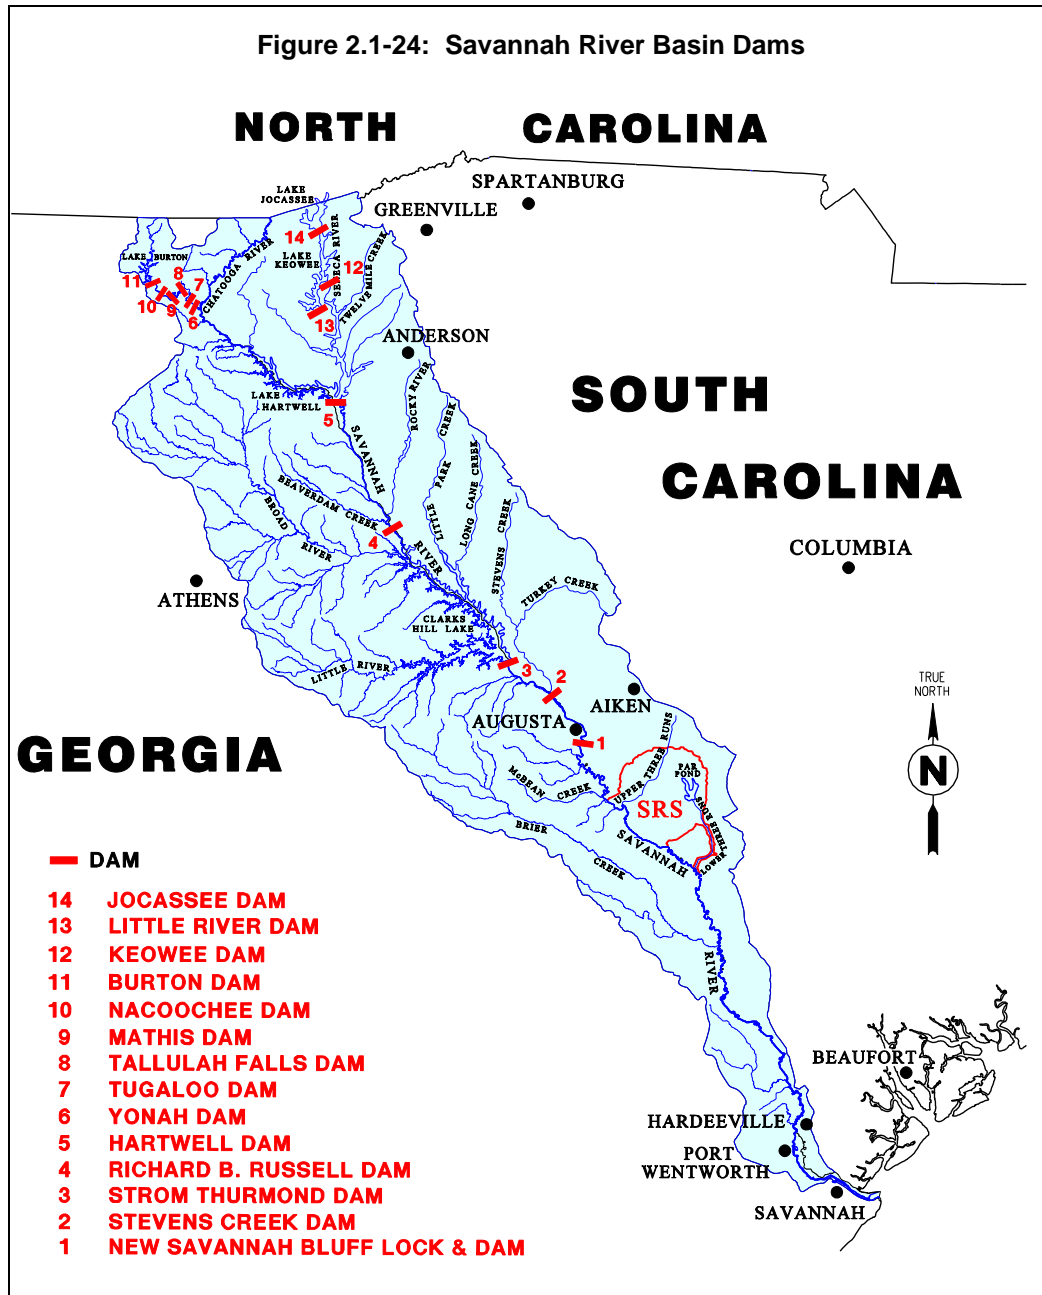 Figure 2.1-24: Savannah River Basin Dams
NORTH CAROLINA
SPARTANBURG
LAKE
JOCASSEE
GREENVILLE
14
SENECA RIVER
LAKE
KEOWEE
12
TWELVE MILE CREEK
13
CHATOOGA RIVER
LAKE BURTON
11
8
7
10
9
6
ANDERSON
LAKE
HARTWELL
5
SOUTH
CAROLINA
ROCKY RIVER
LITTLE PARK CREEK
LONG CANE CREEK
STEVENS CREEK
SAVANNAH RIVER
BEAVERDAM CREEK
4
BROAD RIVER
COLUMBIA
ATHENS
TURKEY CREEK
CLARKS
HILL LAKE
LITTLE RIVER
3
2
AIKEN
AUGUSTA
1
TRUE
NORTH
N
GEORGIA
UPPER THREE RUNS
PAR
POND
SRS
LOWER THREE RUNS
McBEAN CREEK
BRIER CREEK
SAVANNAH RIVER
BEAUFORT
HARDEEVILLE
PORT
WENTWORTH
SAVANNAH
DAM
14 JOCASSEE DAM
13 LITTLE RIVER DAM
12 KEOWEE DAM
11 BURTON DAM
10 NACOOCHEE DAM
9 MATHIS DAM
8 TALLULAH FALLS DAM
7 TUGALOO DAM
6 YONAH DAM
5 HARTWELL DAM
4 RICHARD B. RUSSELL DAM
3 STROM THURMOND DAM
2 STEVENS CREEK DAM
1 NEW SAVANNAH BLUFF LOCK & DAM